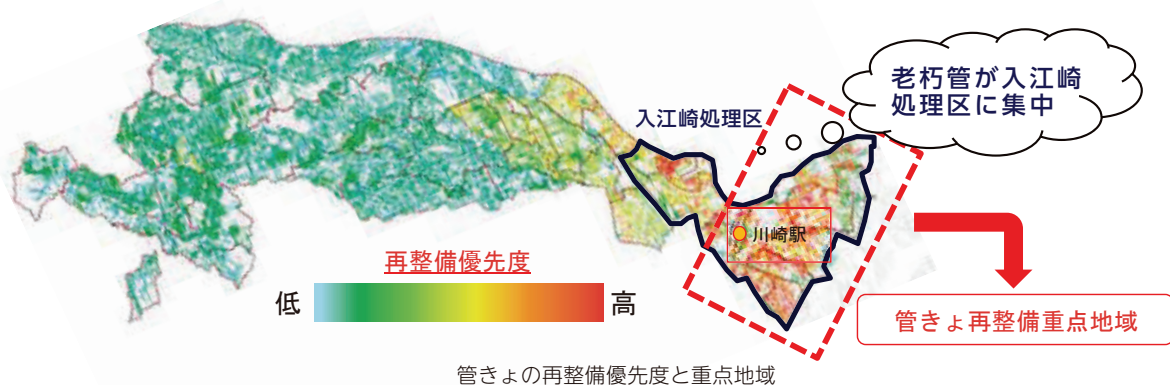 老朽管が入江崎
処理区に集中
入江崎処理区
川崎駅
再整備優先度
低
高
管きょ再整備重点地域
管きょの再整備優先度と重点地域